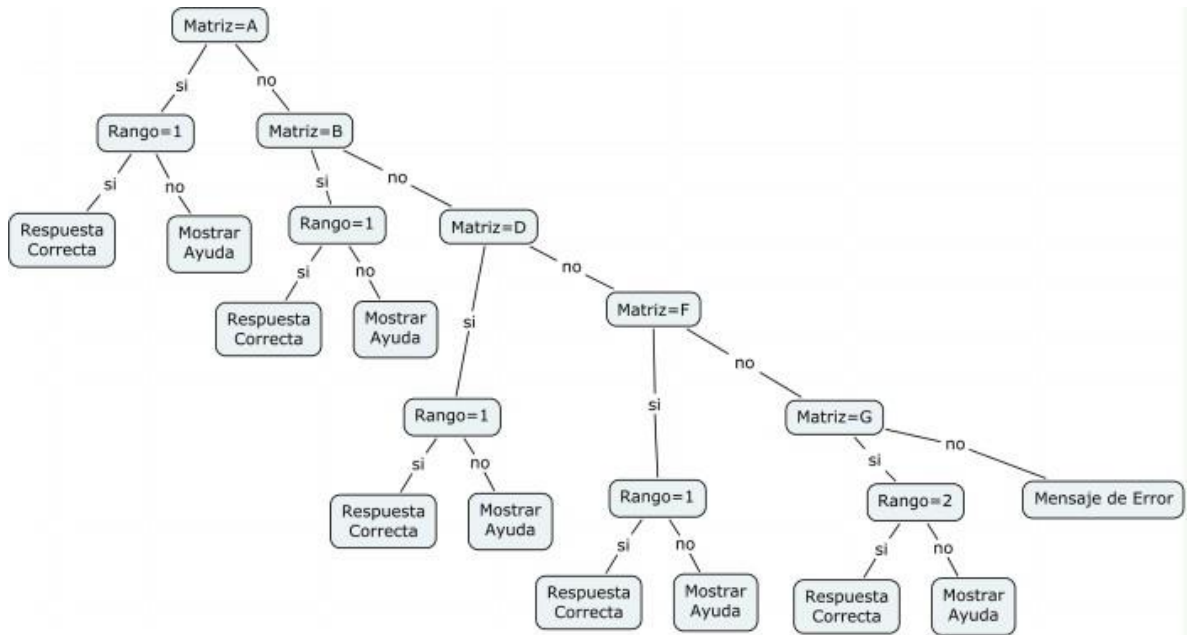 Matriz=A
si
no
Rango=1
Matriz=B
si
no
si
no
Respuesta
Correcta
Mostrar
Ayuda
Rango=1
Matriz=D
si
no
no
Respuesta
Correcta
Mostrar
Ayuda
Matriz=F
si
no
Rango=1
si
Matriz=G
si
no
si
no
Respuesta
Correcta
Mostrar
Ayuda
Rango=1
Rango=2
Mensaje de Error
si
no
si
no
Respuesta
Correcta
Mostrar
Ayuda
Respuesta
Correcta
Mostrar
Ayuda